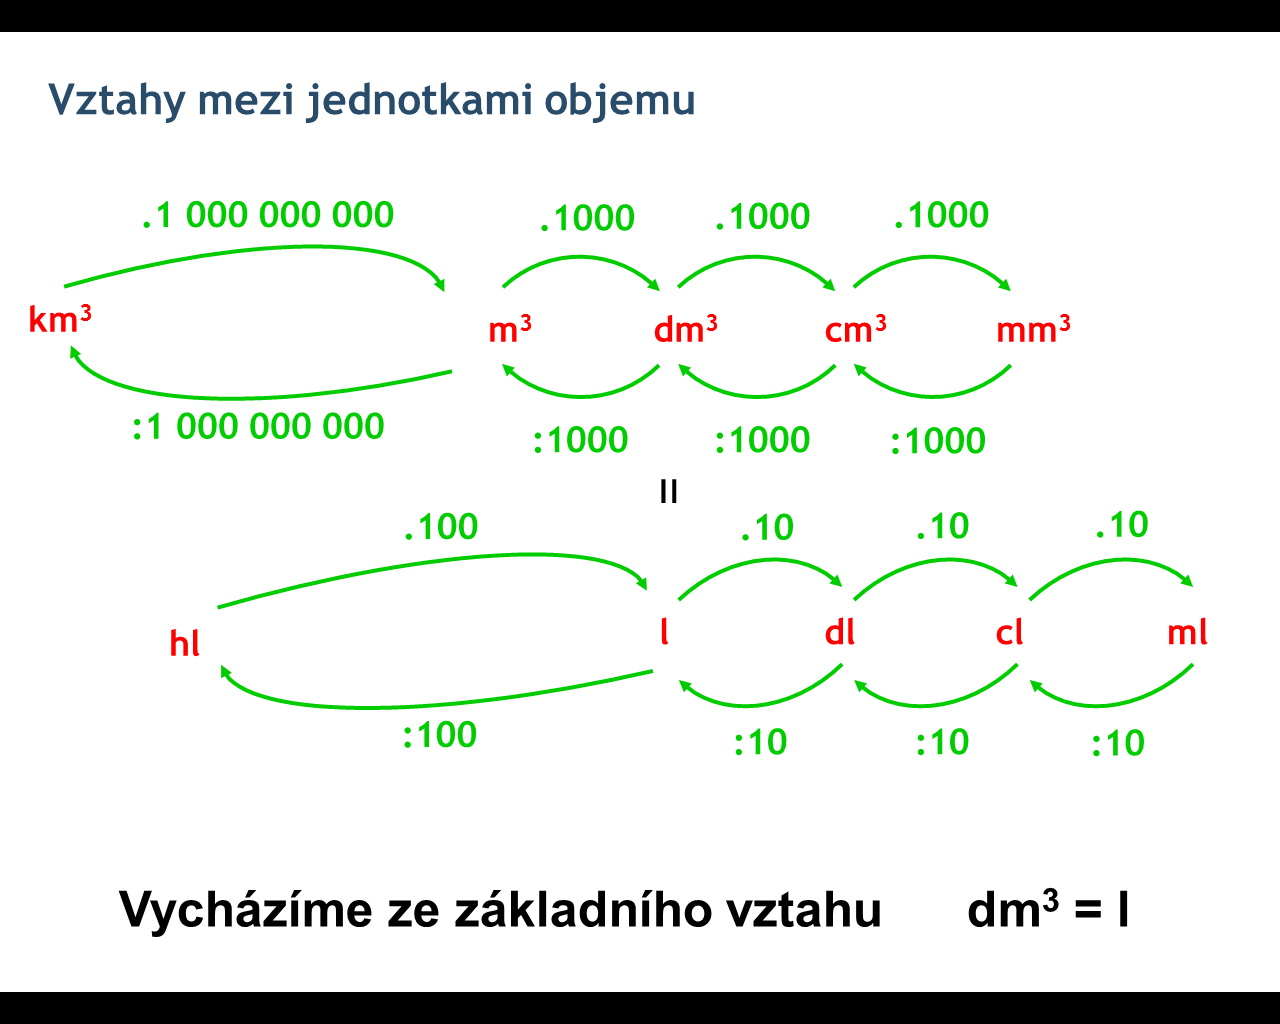 Vztahy mezi jednotkami objemu
.1 000 000 000 .1000 .1000 .1000
km³ m³ dm³ cm³ mm³
:1 000 000 000 :1000 :1000 :1000
=
.100 .10 .10 .10
hl l dl cl ml
:100 :10 :10 :10
Vycházíme ze základního vztahu dm³ = l